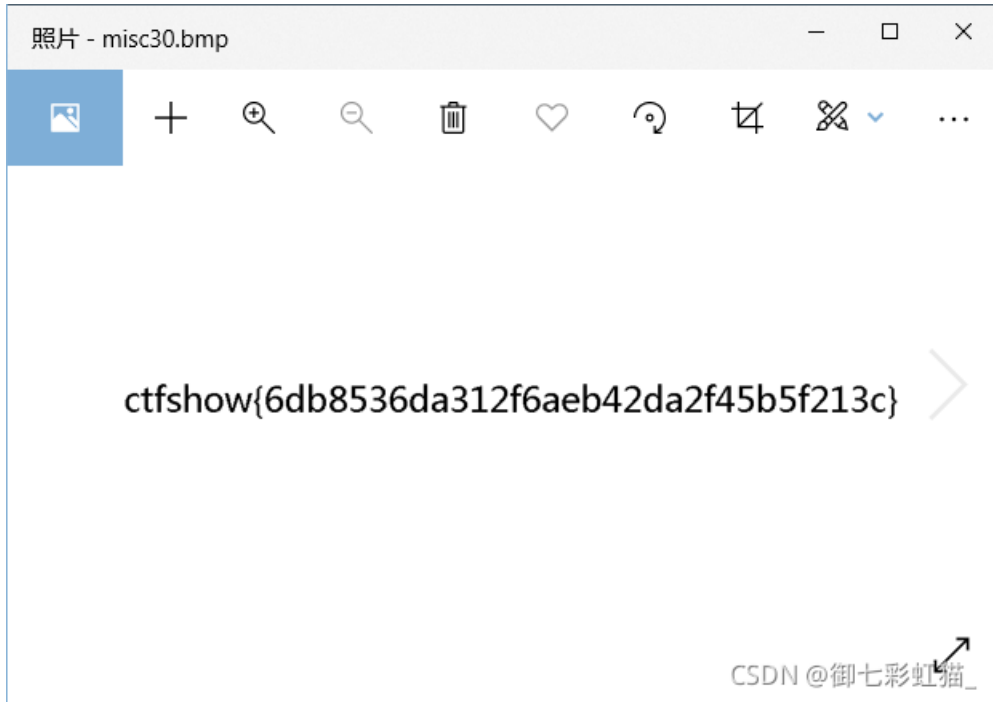 照片 - misc30.bmp
ctfshow{6db8536da312f6aeb42da2f45b5f213c}
CSDN @御七彩虹猫_